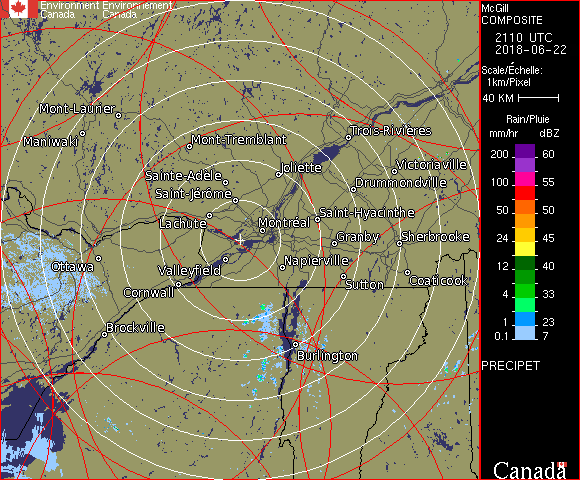 Environment Environnement
Canada Canada
McGill
COMPOSITE
2110 UTC
2018-06-22
Scale/Échelle:
1km/Pixel
40 KM
Rain/Pluie
mm/hr dBZ
200 60
150 57
100 55
50 50
24 45
12 40
4 33
1 23
0.1 7
PRECIPET
Canada
Mont-Laurier
Maniwaki
Mont-Tremblant
Trois-Rivières
Joliette
Victoriaville
Sainte-Adèle
Drummondville
Saint-Jérôme
Lachute
Saint-Hyacinthe
Montréal
Granby
Sherbrooke
Ottawa
Valleyfield
Napierville
Cornwall
Sutton
Coaticook
Brockville
Burlington